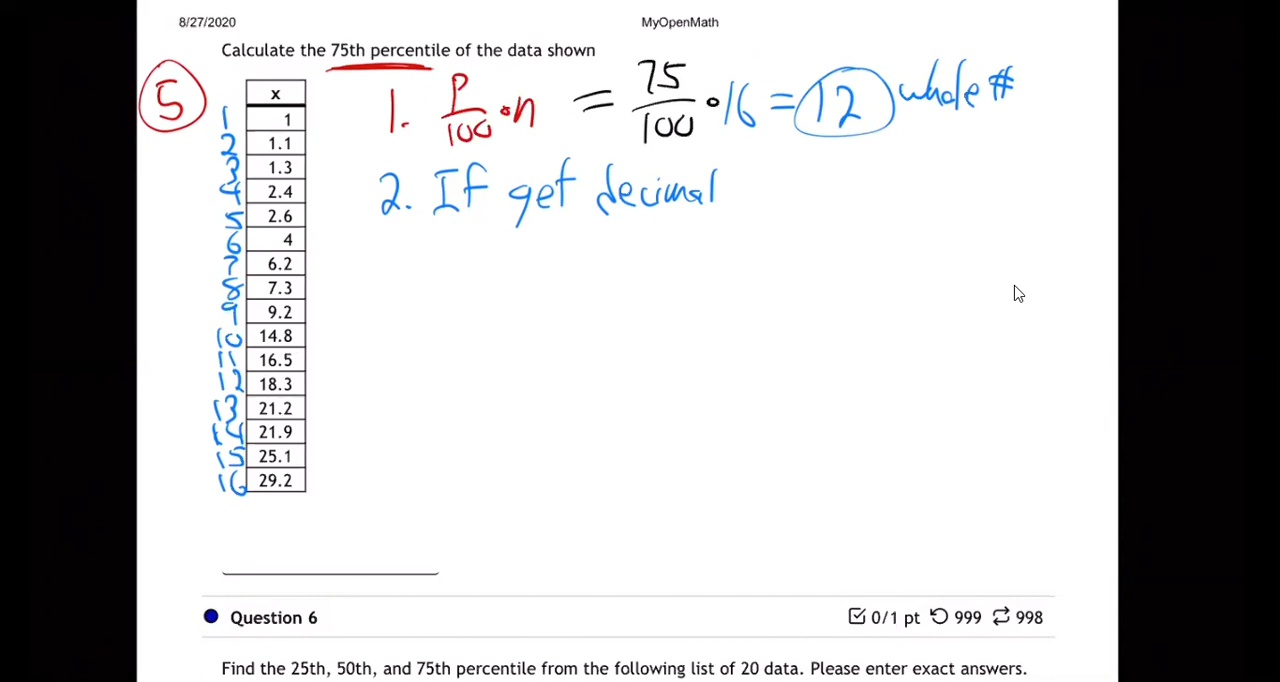 8/27/2020 MyOpenMath
Calculate the 75th percentile of the data shown
5
1. P/100 • n = 75/100 • 16 = 12 whole #
2. If get decimal
x
1 1
2 1.1
3 1.3
4 2.4
5 2.6
6 4
7 6.2
8 7.3
9 9.2
10 14.8
11 16.5
12 18.3
13 21.2
14 21.9
15 25.1
16 29.2
Question 6 0/1 pt 999 998
Find the 25th, 50th, and 75th percentile from the following list of 20 data. Please enter exact answers.